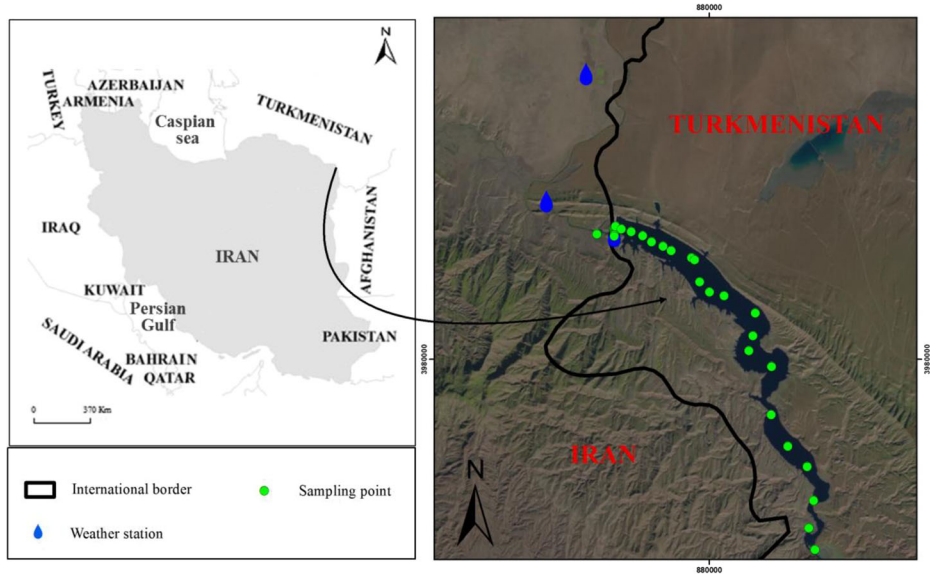 N
TURKEY
AZERBAIJAN
ARMENIA
Caspian
sea
TURKMENISTAN
IRAQ
IRAN
AFGHANISTAN
KUWAIT
Persian
Gulf
SAUDI ARABIA
BAHRAIN
QATAR
PAKISTAN
0 370 Km
International border
Sampling point
Weather station
880000
TURKMENISTAN
3980000
3980000
IRAN
N
880000